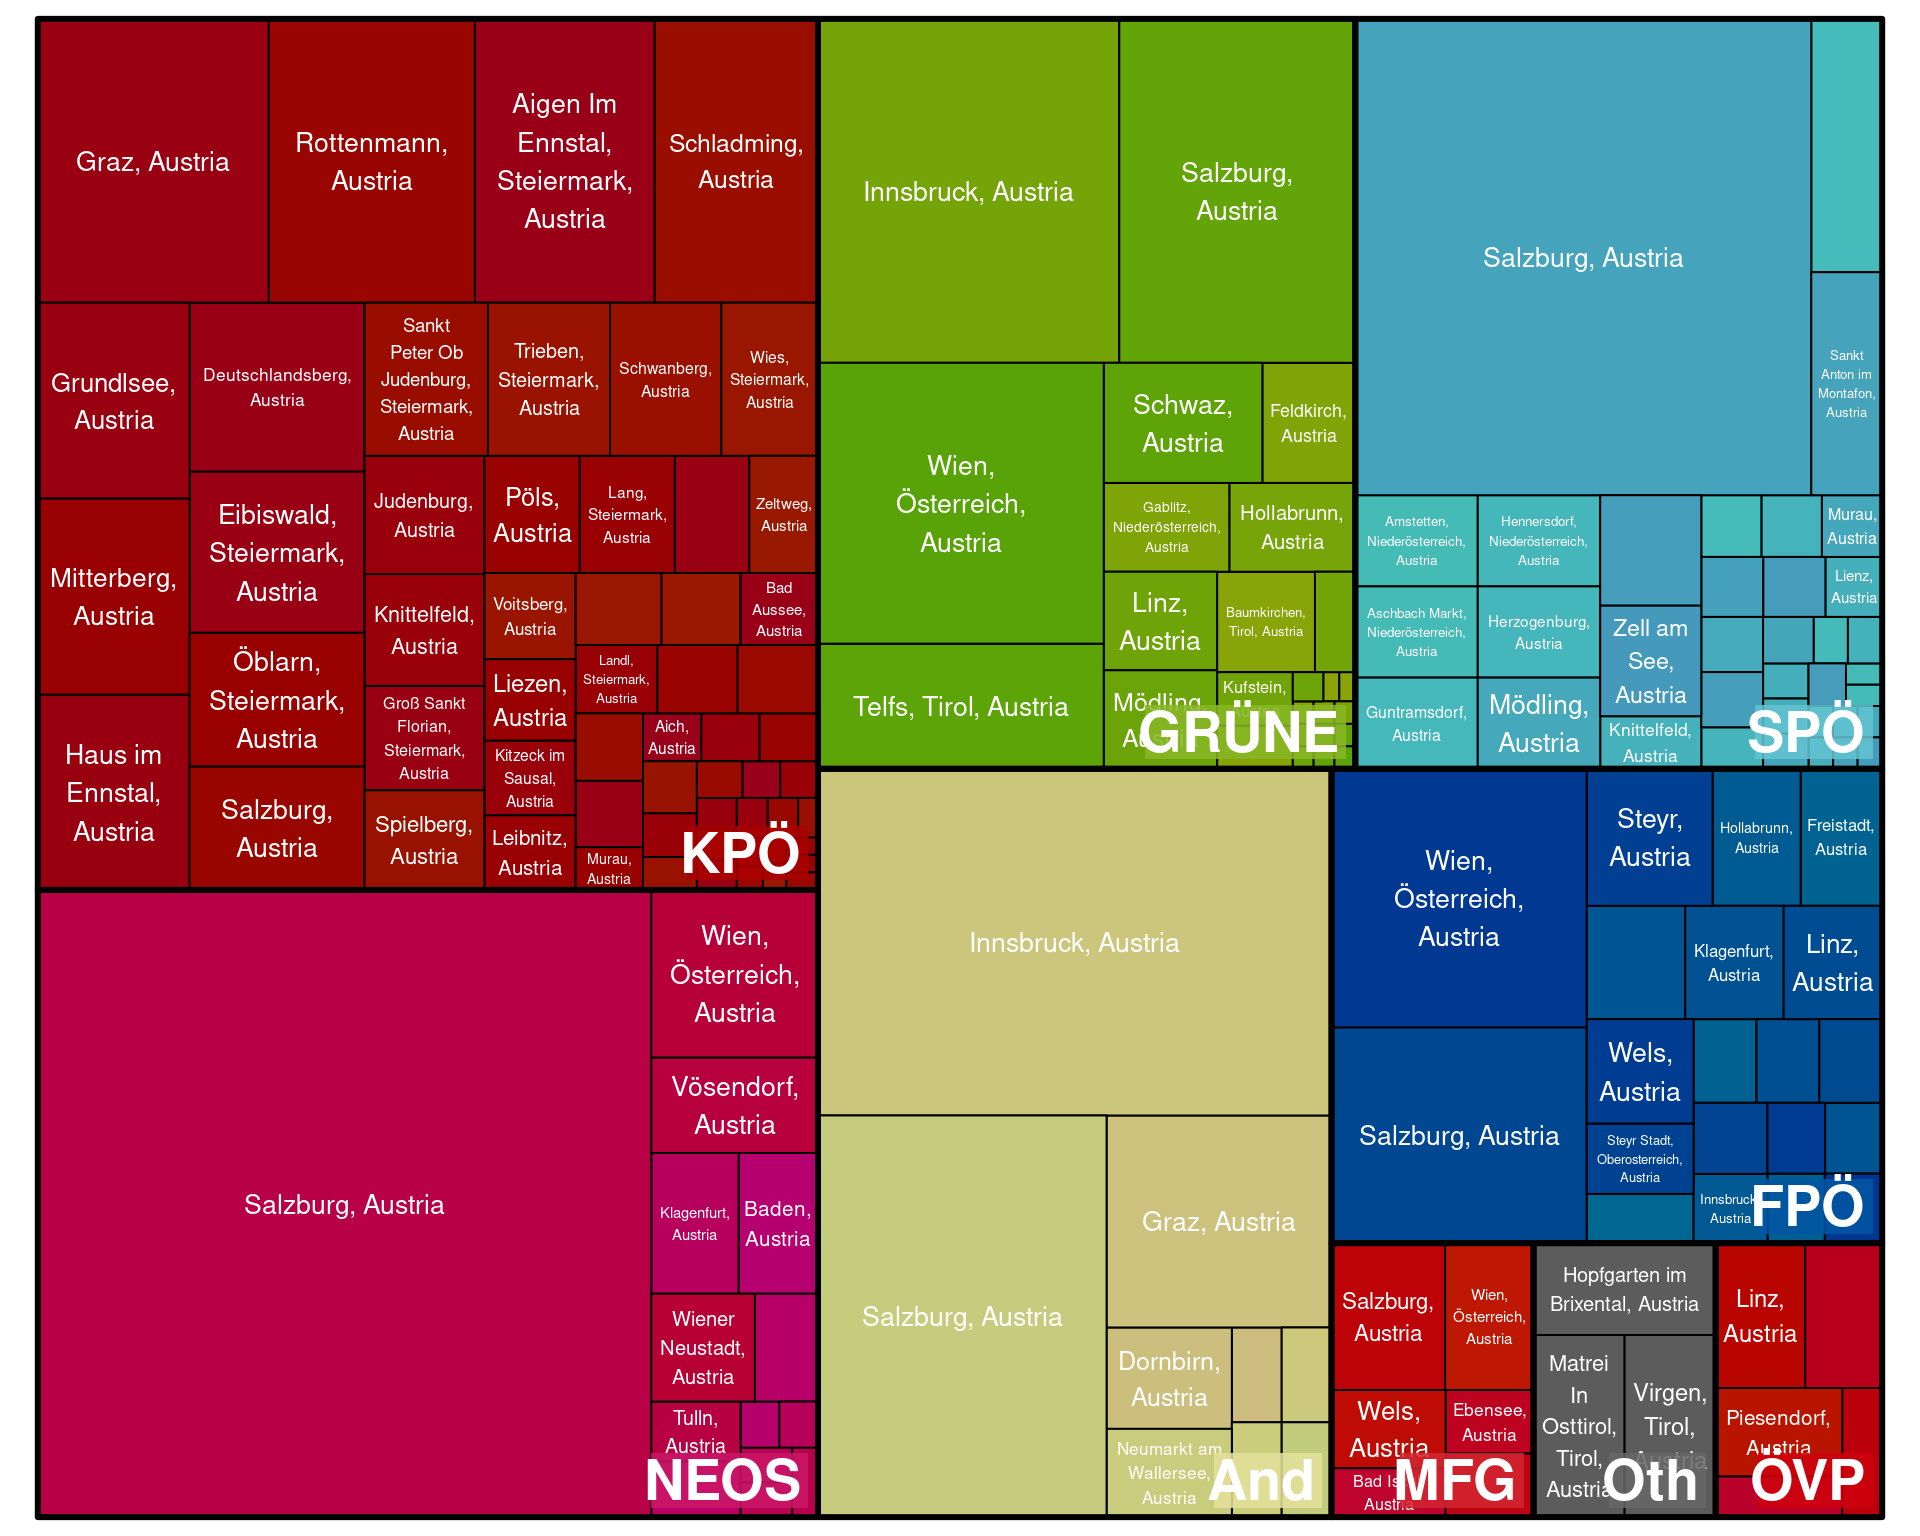 Graz, Austria
Rottenmann,
Austria
Aigen Im
Ennstal,
Steiermark,
Austria
Schladming,
Austria
Grundlsee,
Austria
Deutschlandsberg,
Austria
Sankt
Peter Ob
Judenburg,
Steiermark,
Austria
Trieben,
Steiermark,
Austria
Schwanberg,
Austria
Wies,
Steiermark,
Austria
Mitterberg,
Austria
Eibiswald,
Steiermark,
Austria
Judenburg,
Austria
Pöls,
Austria
Lang,
Steiermark,
Austria
Zeltweg,
Austria
Öblarn,
Steiermark,
Austria
Knittelfeld,
Austria
Voitsberg,
Austria
Bad
Aussee,
Austria
Haus im
Ennstal,
Austria
Salzburg,
Austria
Groß Sankt
Florian,
Steiermark,
Austria
Liezen,
Austria
Landl,
Steiermark,
Austria
Spielberg,
Austria
Kitzeck im
Sausal,
Austria
Aich,
Austria
Leibnitz,
Austria
Murau,
Austria
KPÖ
Innsbruck, Austria
Salzburg,
Austria
Wien,
Österreich,
Austria
Schwaz,
Austria
Feldkirch,
Austria
Gablitz,
Niederösterreich,
Austria
Hollabrunn,
Austria
Linz,
Austria
Baumkirchen,
Tirol, Austria
Telfs, Tirol, Austria
Mödling,
Austria
Kufstein,
GRÜNE
Salzburg, Austria
Sankt
Anton im
Montafon,
Austria
Amstetten,
Niederösterreich,
Austria
Hennersdorf,
Niederösterreich,
Austria
Murau,
Austria
Aschbach Markt,
Niederösterreich,
Austria
Herzogenburg,
Austria
Zell am
See,
Austria
Lienz,
Austria
Guntramsdorf,
Austria
Mödling,
Austria
Knittelfeld,
Austria
SPÖ
Salzburg, Austria
Wien,
Österreich,
Austria
Vösendorf,
Austria
Klagenfurt,
Austria
Baden,
Austria
Wiener
Neustadt,
Austria
Tulln,
Austria
NEOS
Innsbruck, Austria
Salzburg, Austria
Graz, Austria
Dornbirn,
Austria
Neumarkt am
Wallersee,
Austria
And
Wien,
Österreich,
Austria
Steyr,
Austria
Hollabrunn,
Austria
Freistadt,
Austria
Klagenfurt,
Austria
Linz,
Austria
Salzburg, Austria
Wels,
Austria
Steyr Stadt,
Oberosterreich,
Austria
Innsbruck,
Austria
FPÖ
Salzburg,
Austria
Wien,
Österreich,
Austria
Wels,
Austria
Ebensee,
Austria
Bad
Austria
MFG
Hopfgarten im
Brixental, Austria
Matrei
In
Osttirol,
Tirol,
Austria
Virgen,
Tirol,
Austria
Oth
Linz,
Austria
Piesendorf,
Austria
ÖVP